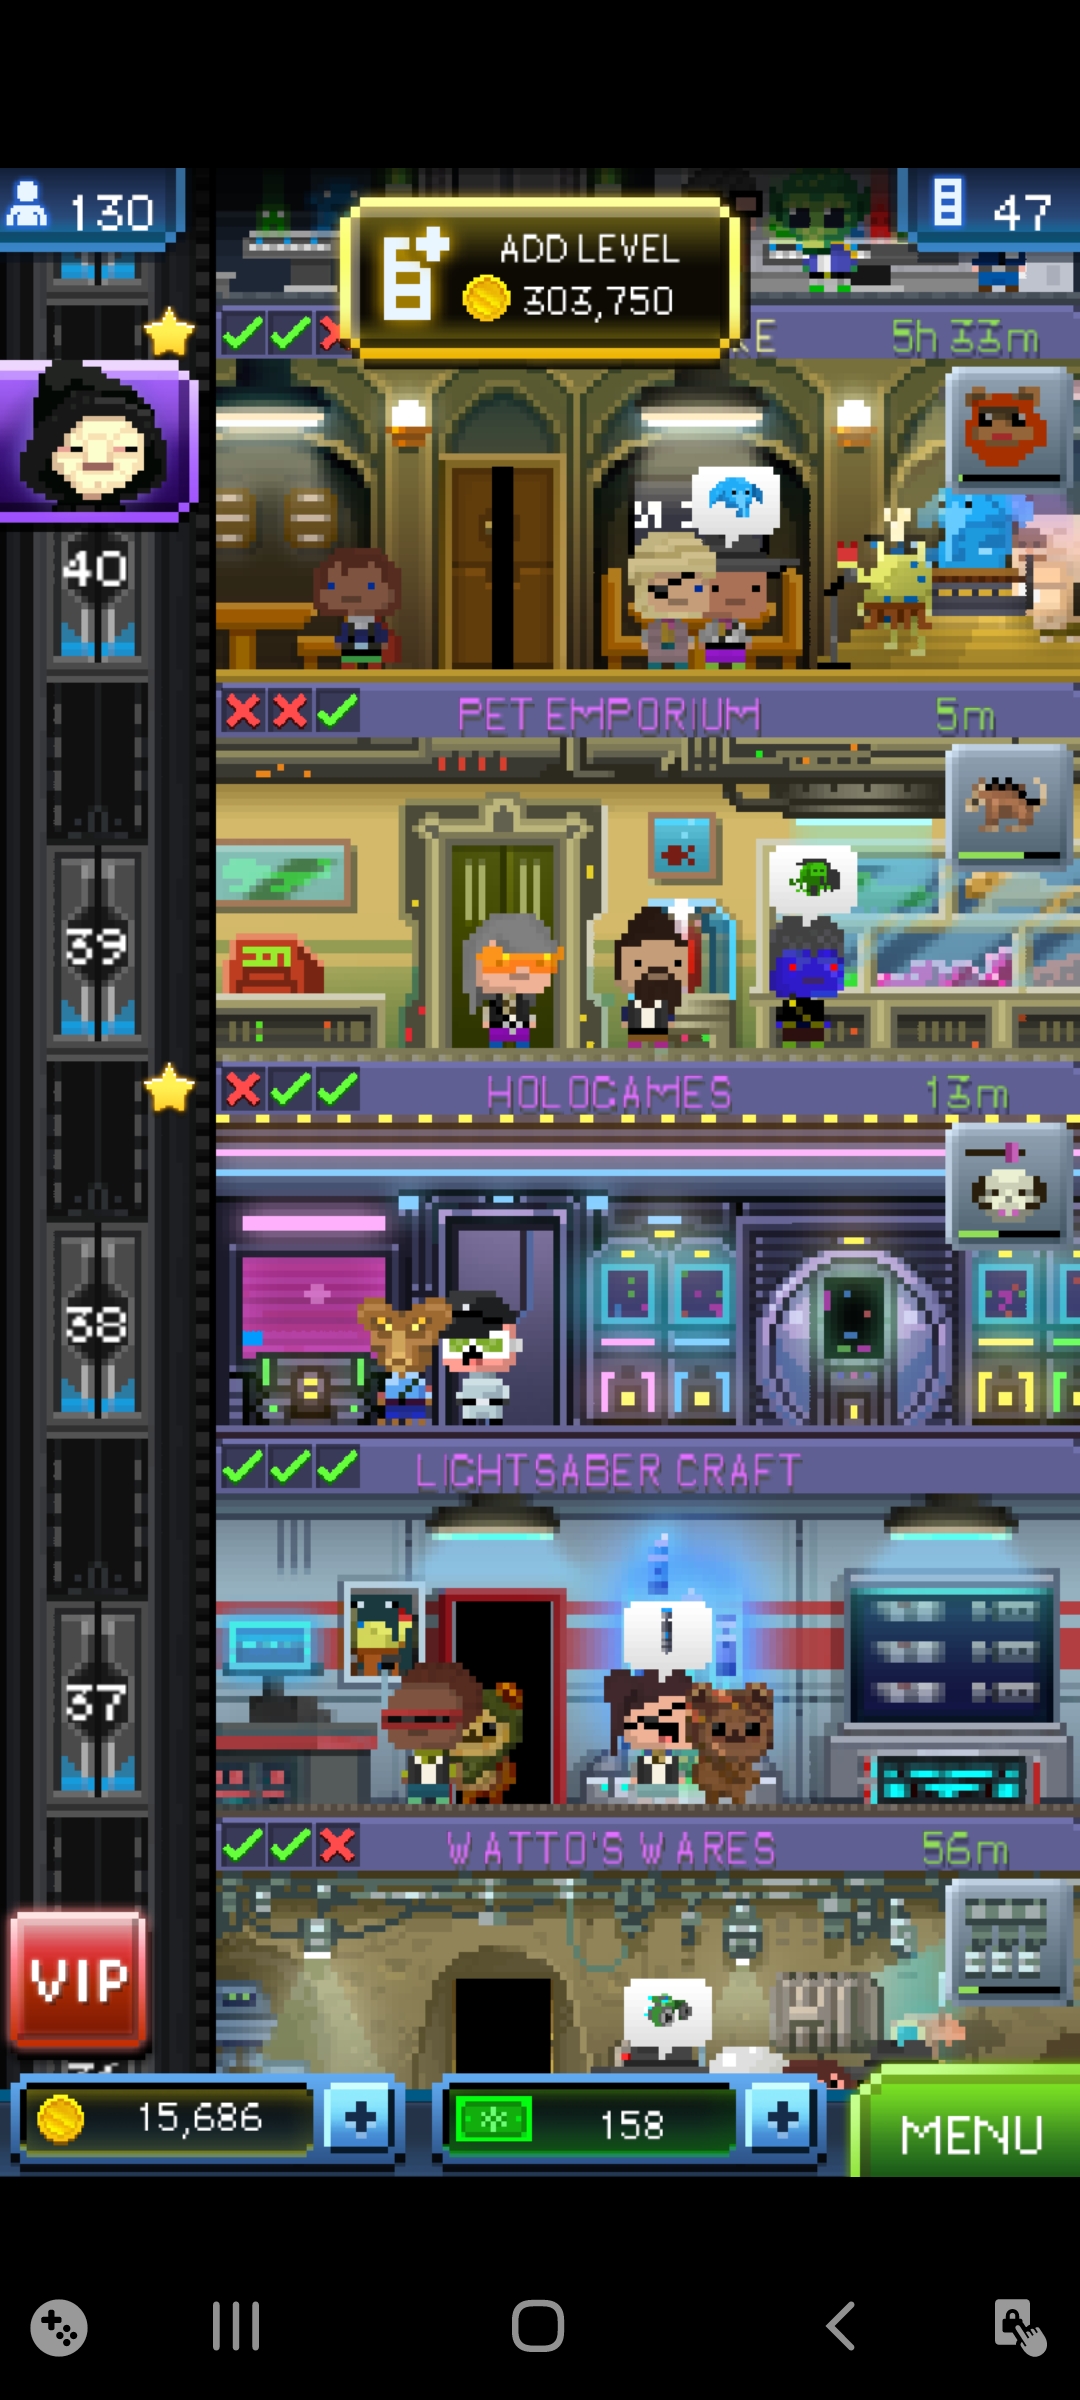 130
ADD LEVEL
303,750
47
KE
5h 33m
40
PET EMPORIUM
5m
39
HOLOGAMES
13m
38
LIGHTSABER CRAFT
37
WATTO'S WARES
56m
VIP
15,686
+
158
+
MENU